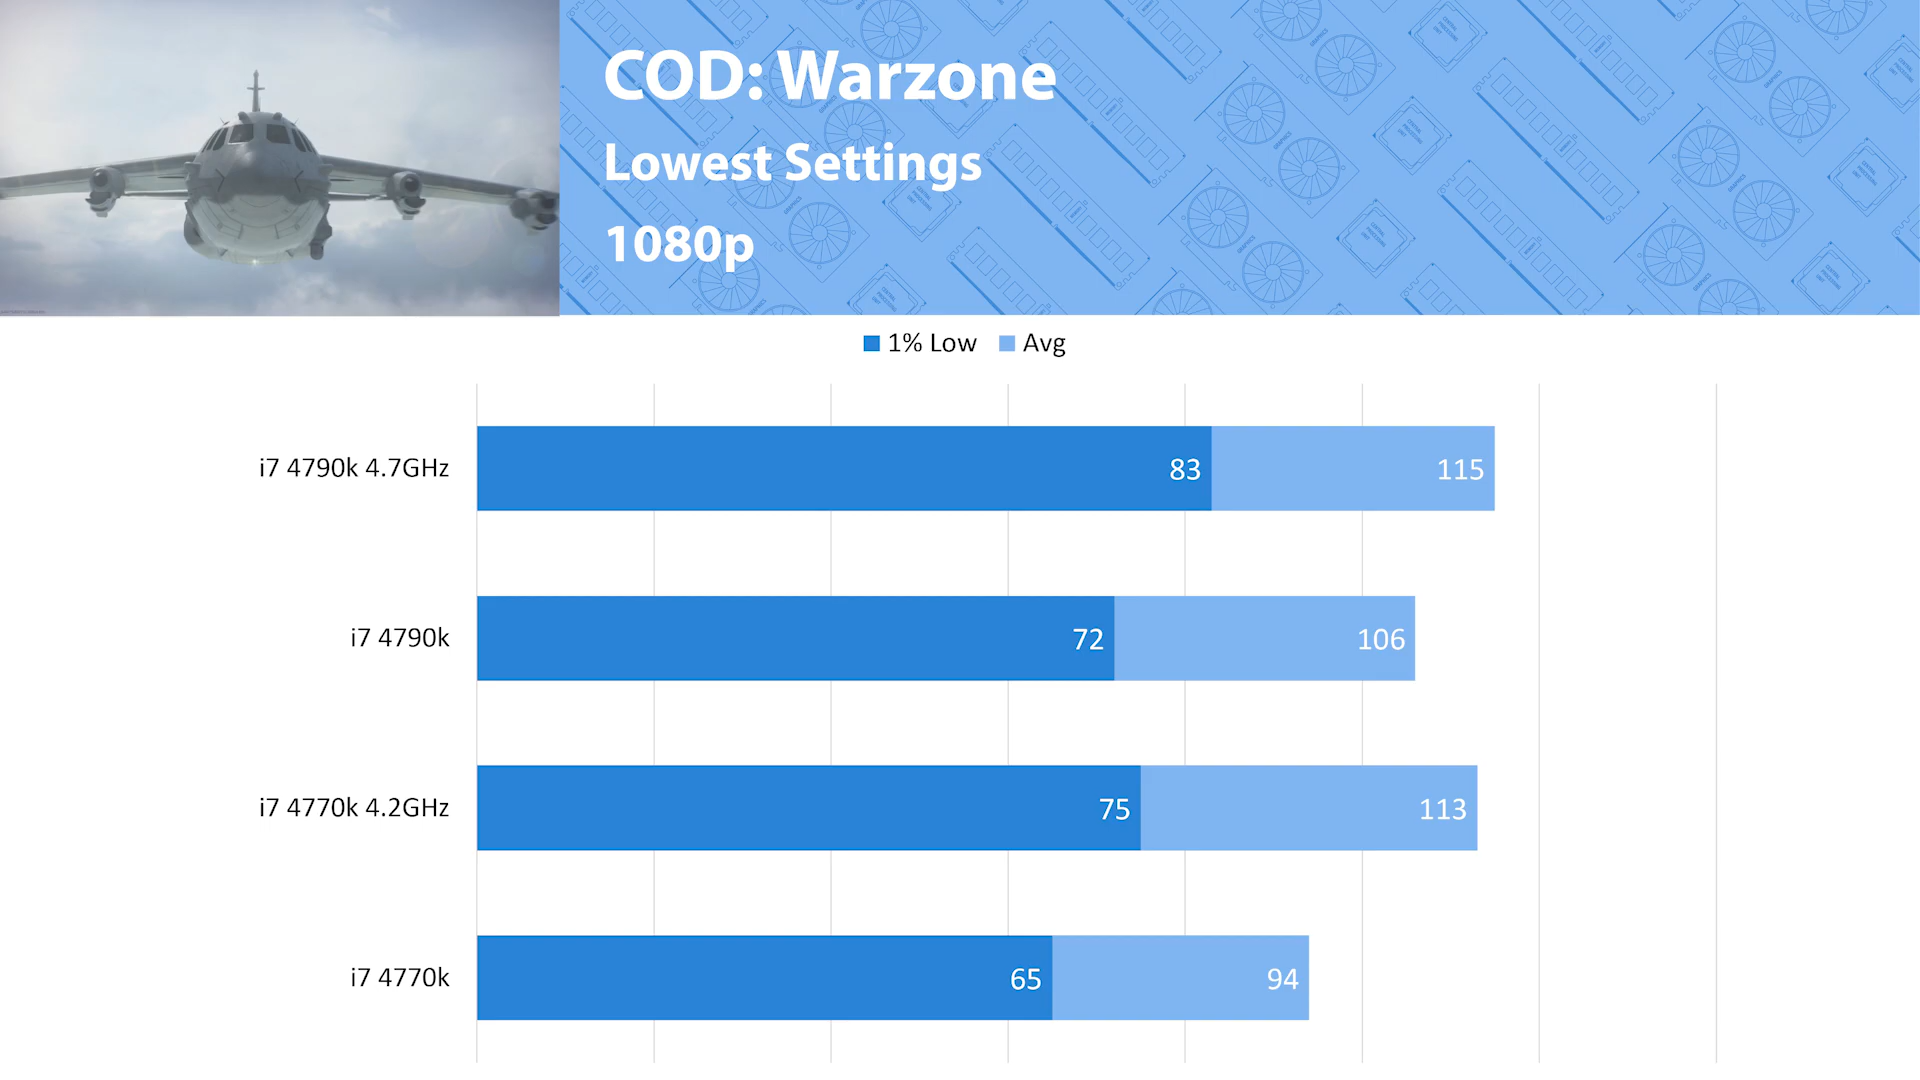 COD: Warzone
Lowest Settings
1080p
1% Low Avg
i7 4790k 4.7GHz 83 115
i7 4790k 72 106
i7 4770k 4.2GHz 75 113
i7 4770k 65 94